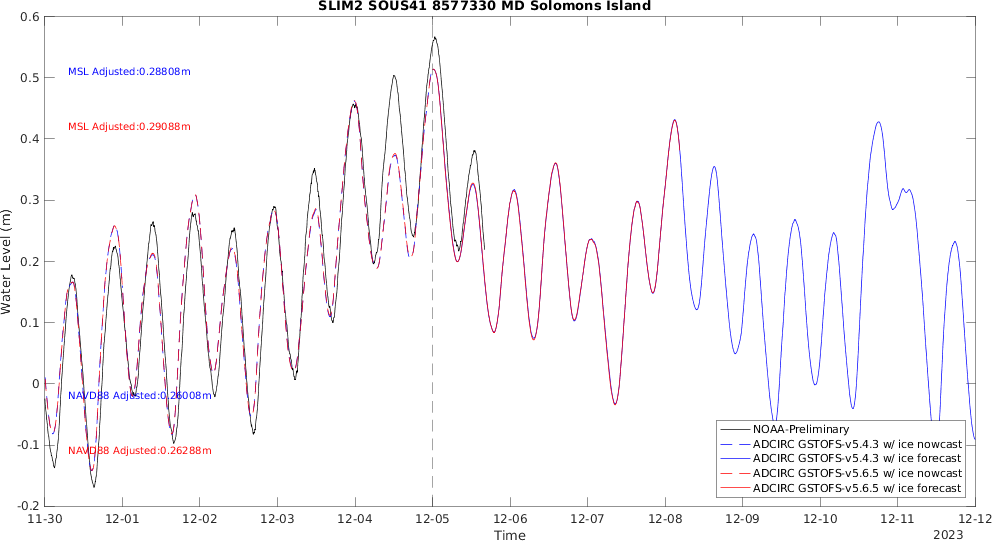 SLIM2 SOUS41 8577330 MD Solomons Island
0.6
0.5
0.4
0.3
0.2
0.1
0
-0.1
-0.2
Water Level (m)
MSL Adjusted:0.28808m
MSL Adjusted:0.29088m
NAVD88 Adjusted:0.26008m
NAVD88 Adjusted:0.26288m
NOAA-Preliminary
ADCIRC GSTOFS-v5.4.3 w/ ice nowcast
ADCIRC GSTOFS-v5.4.3 w/ ice forecast
ADCIRC GSTOFS-v5.6.5 w/ ice nowcast
ADCIRC GSTOFS-v5.6.5 w/ ice forecast
11-30 12-01 12-02 12-03 12-04 12-05 12-06 12-07 12-08 12-09 12-10 12-11 12-12
Time
2023